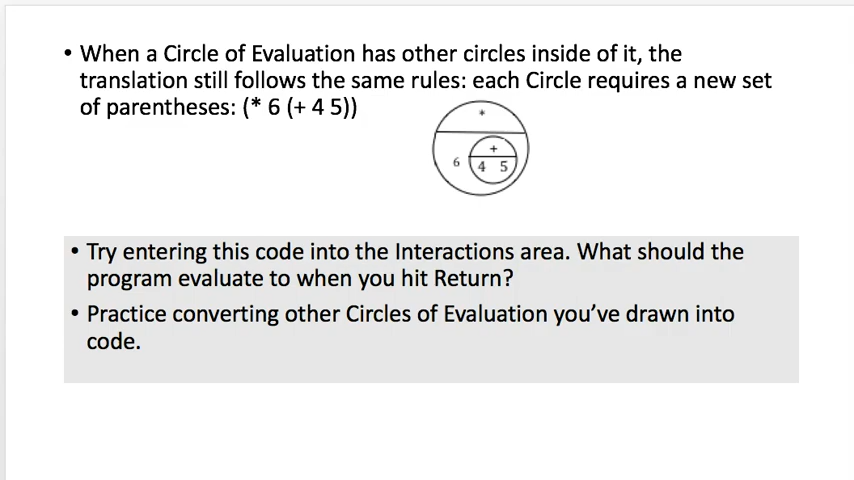 • When a Circle of Evaluation has other circles inside of it, the
translation still follows the same rules: each Circle requires a new set
of parentheses: (* 6 (+ 4 5))
*
+
6 4 5
• Try entering this code into the Interactions area. What should the
program evaluate to when you hit Return?
• Practice converting other Circles of Evaluation you’ve drawn into
code.